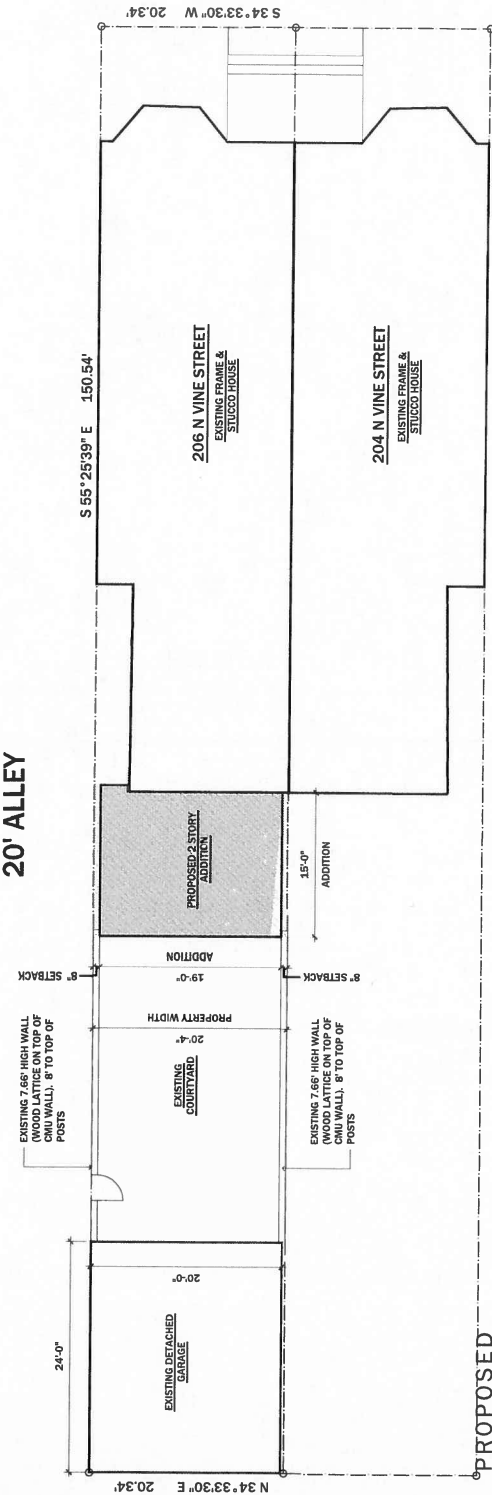 20' ALLEY
S 55°25'39" E 150.54'
S 34°33'30" W 20.34'
206 N VINE STREET
EXISTING FRAME &
STUCCO HOUSE
204 N VINE STREET
EXISTING FRAME &
STUCCO HOUSE
PROPOSED 2 STORY
ADDITION
15'-0"
ADDITION
8" SETBACK
ADDITION
19'-0"
8" SETBACK
PROPERTY WIDTH
20'-4"
EXISTING 7.66' HIGH WALL
(WOOD LATTICE ON TOP OF
CMU WALL). 8' TO TOP OF
POSTS
EXISTING
COURTYARD
EXISTING 7.66' HIGH WALL
(WOOD LATTICE ON TOP OF
CMU WALL). 8' TO TOP OF
POSTS
24'-0"
20'-0"
EXISTING DETACHED
GARAGE
N 34°33'30" E 20.34'
PROPOSED